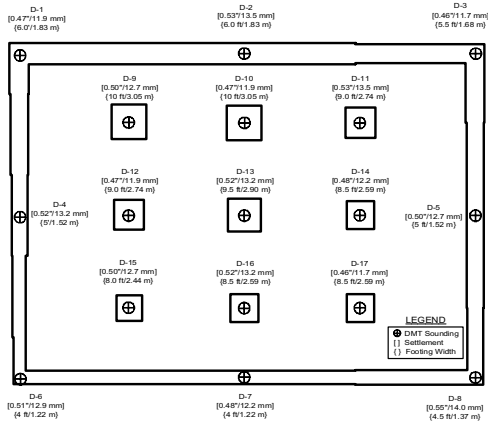 D-1
[0.47"/11.9 mm]
{6.0'/1.83 m}
D-2
[0.53"/13.5 mm]
{6.0 ft/1.83 m}
D-3
[0.46"/11.7 mm]
{5.5 ft/1.68 m}
D-9
[0.50"/12.7 mm]
{10 ft/3.05 m}
D-10
[0.47"/11.9 mm]
{10 ft/3.05 m}
D-11
[0.53"/13.5 mm]
{9.0 ft/2.74 m}
D-4
[0.52"/13.2 mm]
{5'/1.52 m}
D-12
[0.47"/11.9 mm]
{9.0 ft/2.74 m}
D-13
[0.52"/13.2 mm]
{9.5 ft/2.90 m}
D-14
[0.48"/12.2 mm]
{8.5 ft/2.59 m}
D-5
[0.50"/12.7 mm]
{5 ft/1.52 m}
D-15
[0.50"/12.7 mm]
{8.0 ft/2.44 m}
D-16
[0.52"/13.2 mm]
{8.5 ft/2.59 m}
D-17
[0.46"/11.7 mm]
{8.5 ft/2.59 m}
LEGEND
DMT Sounding
[ ] Settlement
{ } Footing Width
D-6
[0.51"/12.9 mm]
{4 ft/1.22 m}
D-7
[0.48"/12.2 mm]
{4 ft/1.22 m}
D-8
[0.55"/14.0 mm]
{4.5 ft/1.37 m}